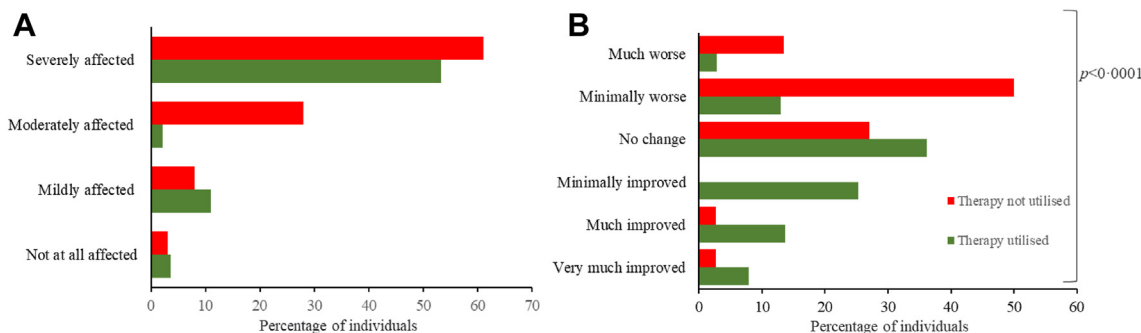 A
Severely affected
Moderately affected
Mildly affected
Not at all affected
0 10 20 30 40 50 60 70
Percentage of individuals
B
Much worse
Minimally worse
No change
Minimally improved
Much improved
Very much improved
0 10 20 30 40 50 60
Percentage of individuals
Therapy not utilised
Therapy utilised
p<0·0001